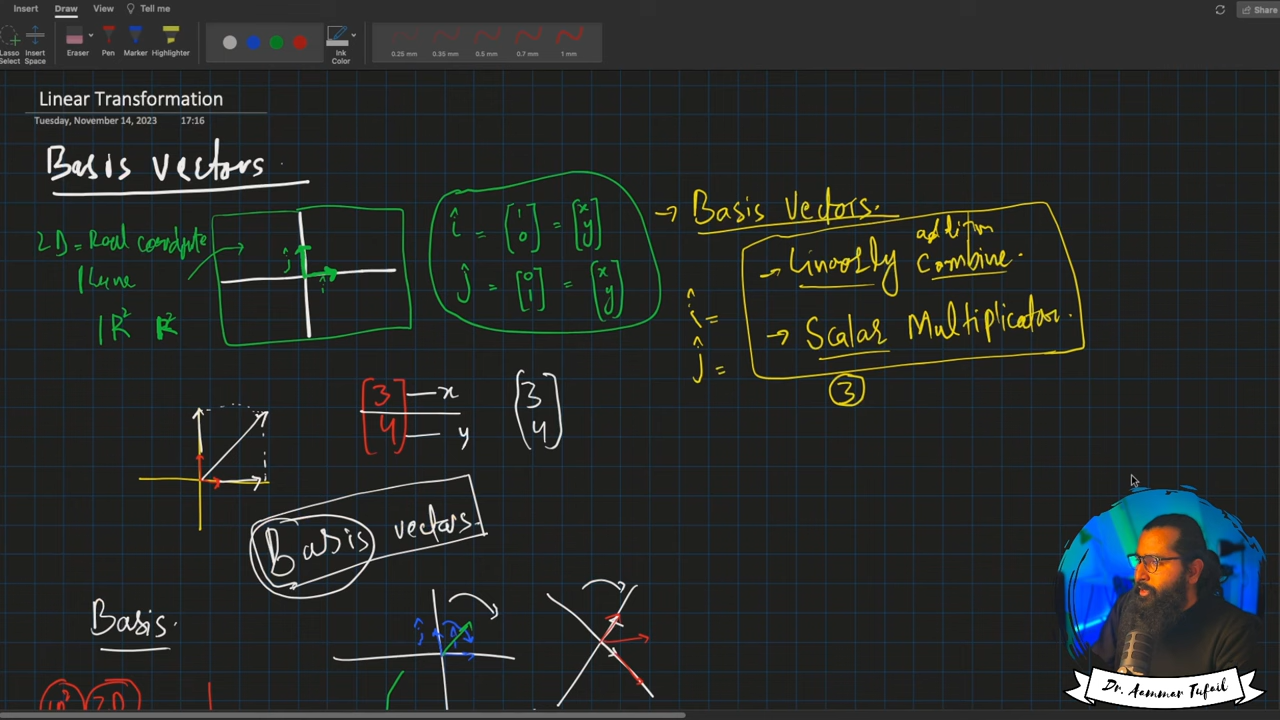 Insert Draw View Tell me
Share
Lasso Select
Insert Space
Eraser
Pen
Marker
Highlighter
0.25 mm
0.35 mm
0.5 mm
0.7 mm
1 mm
Ink Color
Linear Transformation
Tuesday, November 14, 2023 17:16
Basis vectors.
2D = Real coordinate
ĵ
î
|R² R²
î = [1 0] = [x y]
ĵ = [0 1] = [x y]
→ Basis Vectors.
addition
→ Linearly Combine.
→ Scalar Multiplication.
î =
ĵ =
3
[3 4] — x — y
[3 4]
Basis vectors.
Basis.
ĵ
2D
Dr. Aammar Tufail